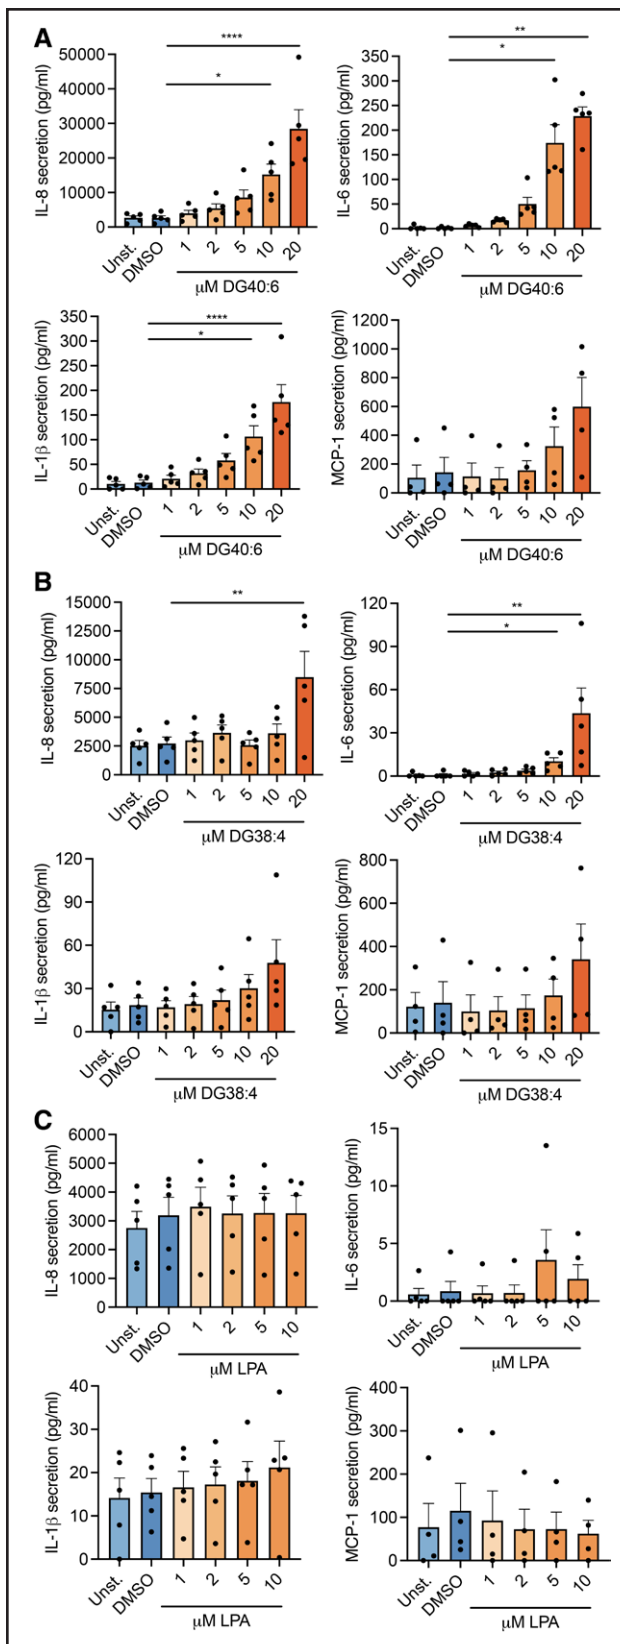 A
IL-8 secretion (pg/ml)
50000
40000
30000
20000
10000
0
****
*
Unst.
DMSO
1
2
5
10
20
μM DG40:6
IL-6 secretion (pg/ml)
350
300
250
200
150
100
50
0
**
*
Unst.
DMSO
1
2
5
10
20
μM DG40:6
IL-1β secretion (pg/ml)
350
300
250
200
150
100
50
0
****
*
Unst.
DMSO
1
2
5
10
20
μM DG40:6
MCP-1 secretion (pg/ml)
1200
1000
800
600
400
200
0
Unst.
DMSO
1
2
5
10
20
μM DG40:6
B
IL-8 secretion (pg/ml)
15000
12500
10000
7500
5000
2500
0
**
Unst.
DMSO
1
2
5
10
20
μM DG38:4
IL-6 secretion (pg/ml)
120
90
60
30
0
**
*
Unst.
DMSO
1
2
5
10
20
μM DG38:4
IL-1β secretion (pg/ml)
120
90
60
30
0
Unst.
DMSO
1
2
5
10
20
μM DG38:4
MCP-1 secretion (pg/ml)
800
600
400
200
0
Unst.
DMSO
1
2
5
10
20
μM DG38:4
C
IL-8 secretion (pg/ml)
6000
5000
4000
3000
2000
1000
0
Unst.
DMSO
1
2
5
10
μM LPA
IL-6 secretion (pg/ml)
15
10
5
0
Unst.
DMSO
1
2
5
10
μM LPA
IL-1β secretion (pg/ml)
40
30
20
10
0
Unst.
DMSO
1
2
5
10
μM LPA
MCP-1 secretion (pg/ml)
400
300
200
100
0
Unst.
DMSO
1
2
5
10
μM LPA